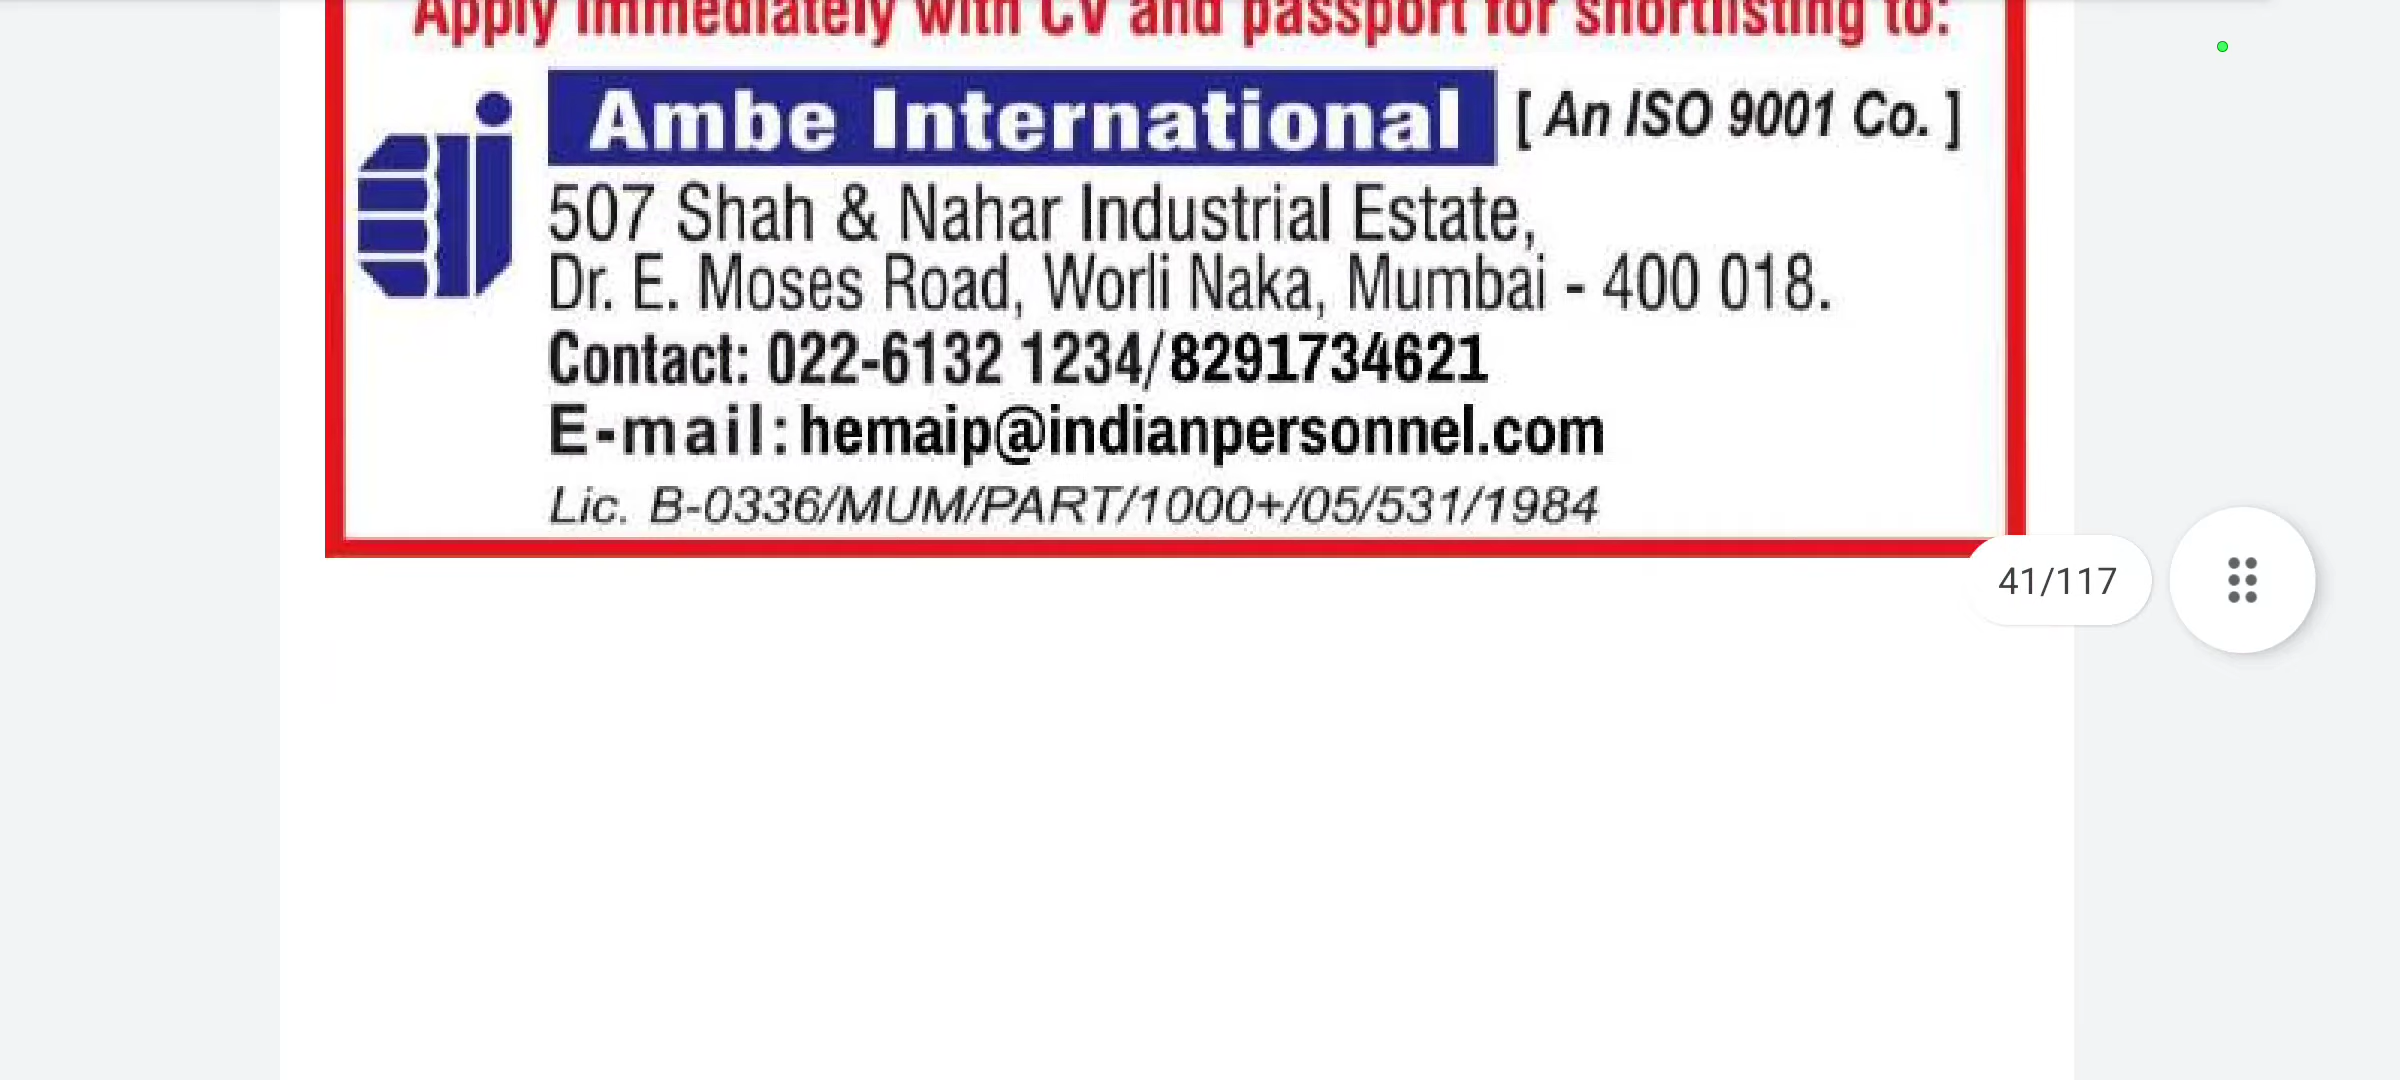 Apply immediately with CV and passport for shortlisting to:
Ambe International [ An ISO 9001 Co. ]
507 Shah & Nahar Industrial Estate,
Dr. E. Moses Road, Worli Naka, Mumbai - 400 018.
Contact: 022-6132 1234/8291734621
E-mail: hemaip@indianpersonnel.com
Lic. B-0336/MUM/PART/1000+/05/531/1984
41/117